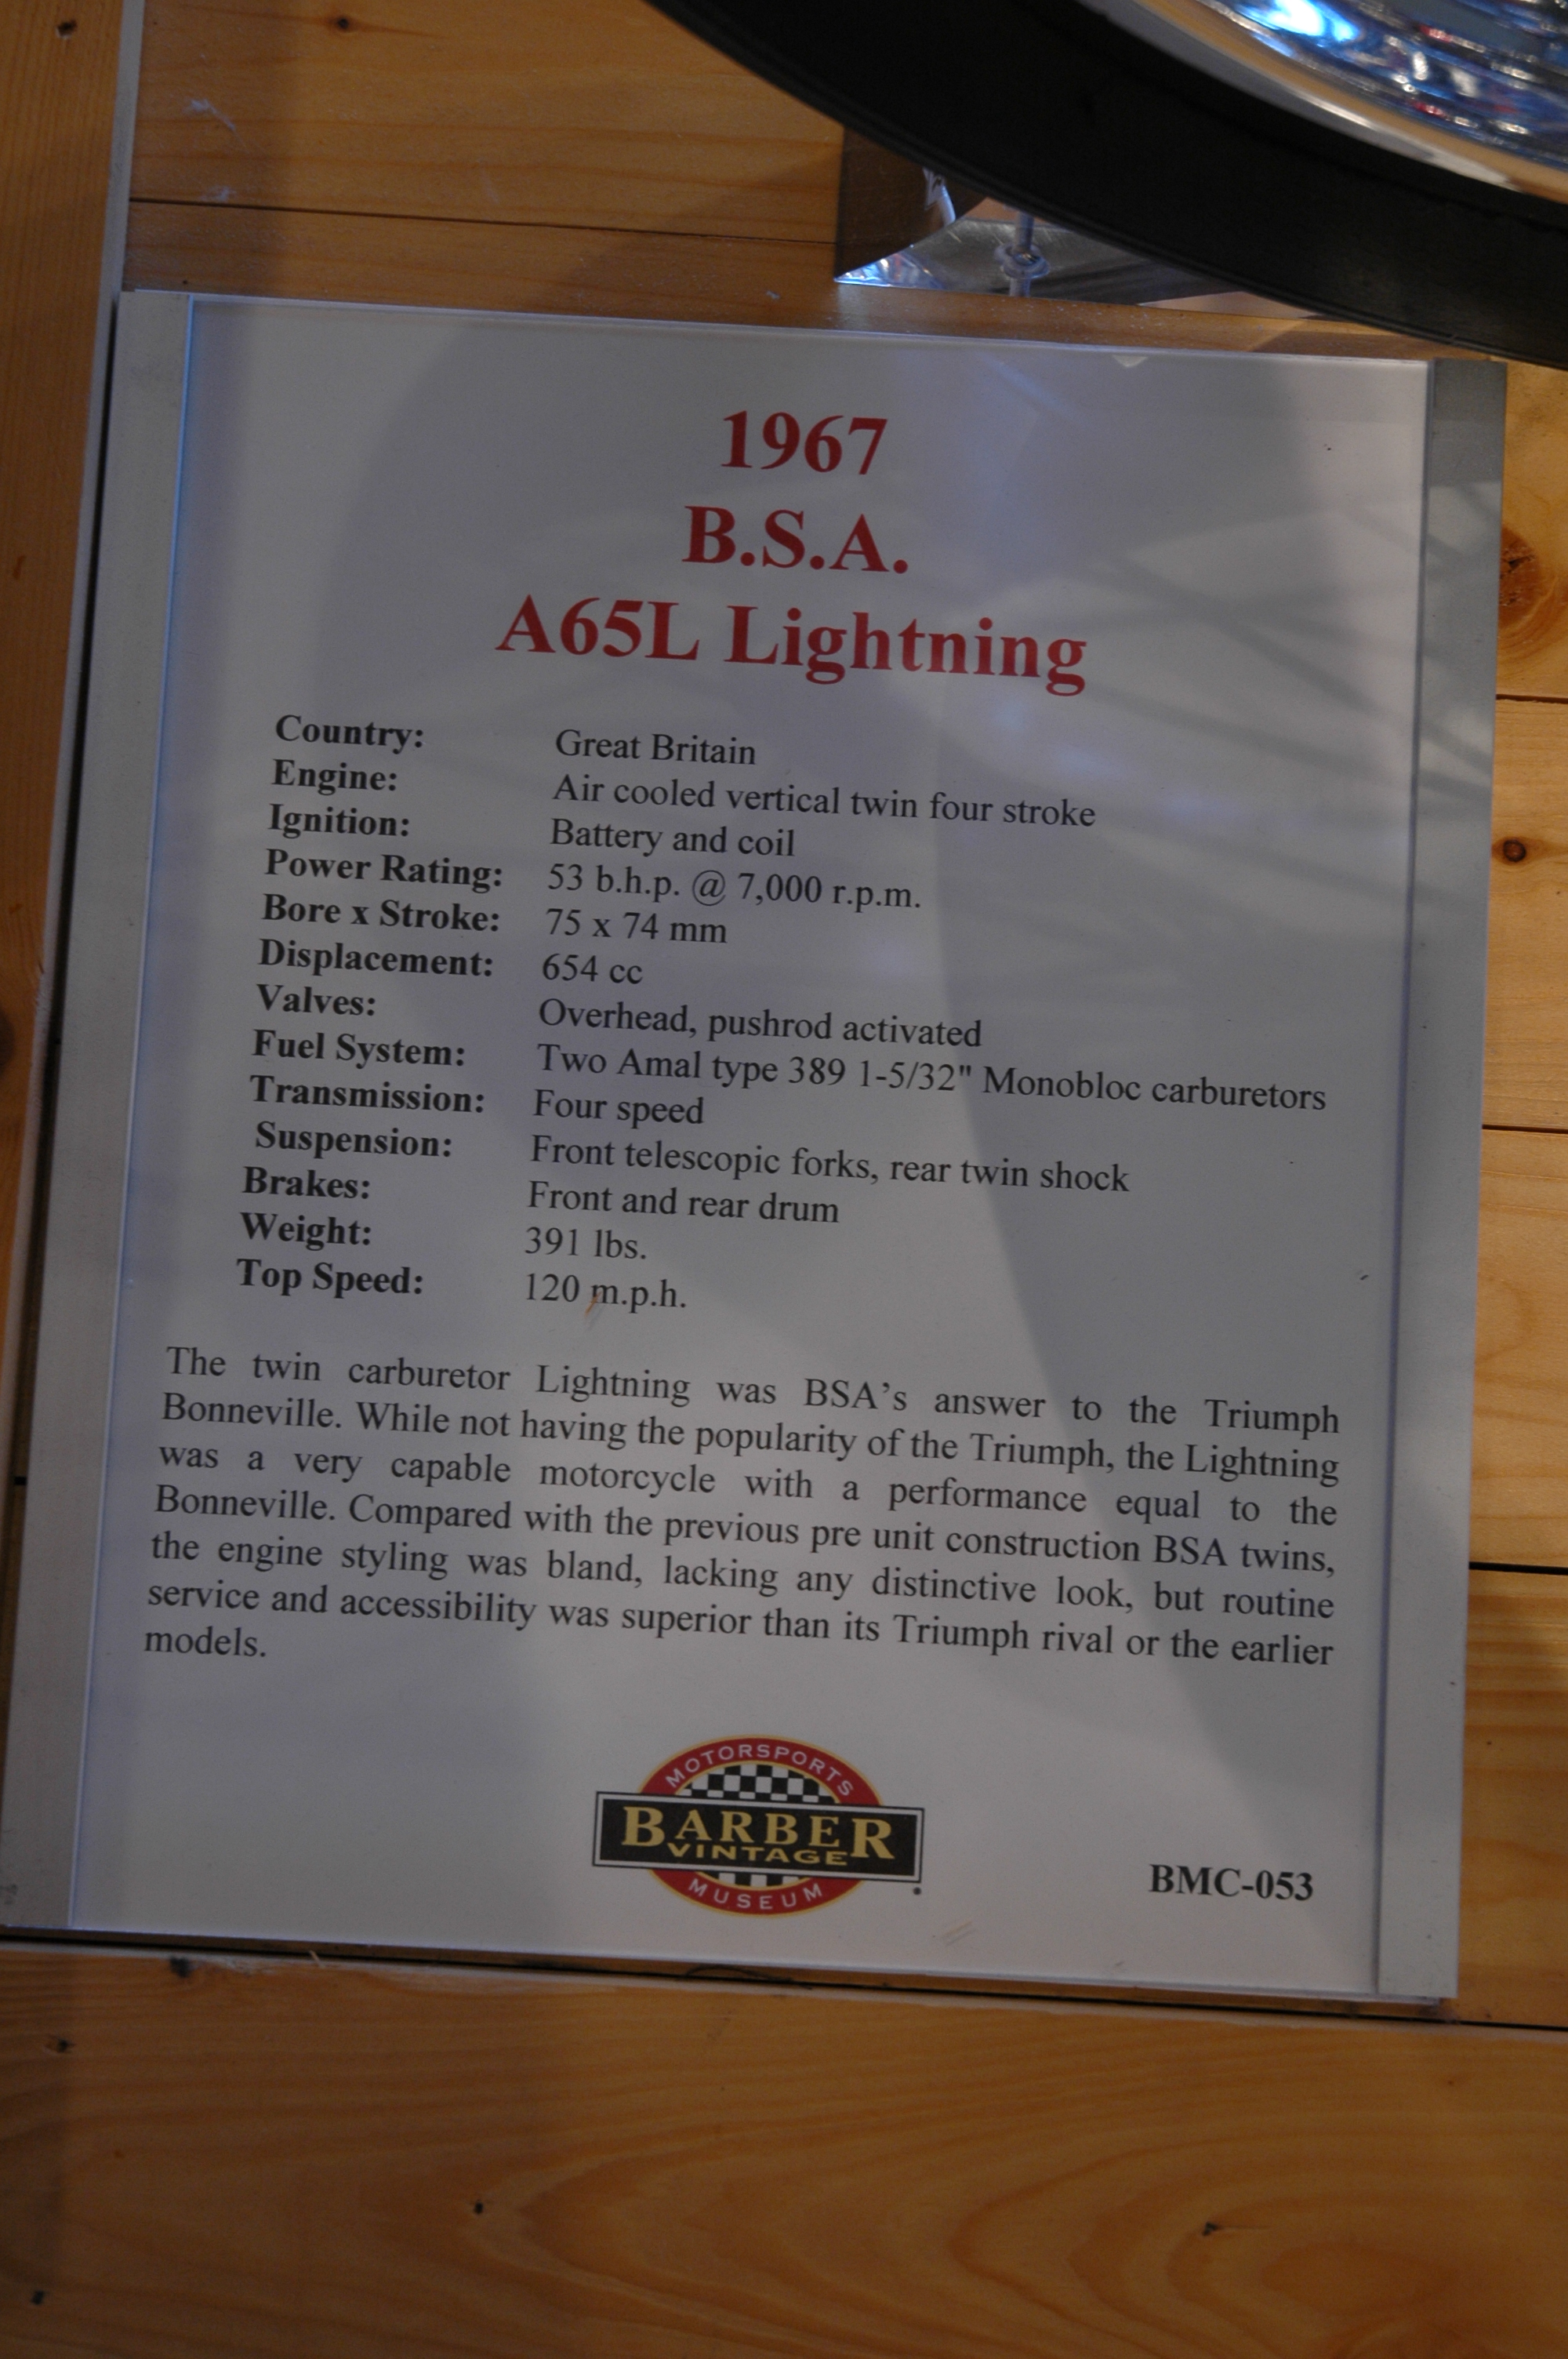 1967
B.S.A.
A65L Lightning
Country: Great Britain
Engine: Air cooled vertical twin four stroke
Ignition: Battery and coil
Power Rating: 53 b.h.p. @ 7,000 r.p.m.
Bore x Stroke: 75 x 74 mm
Displacement: 654 cc
Valves: Overhead, pushrod activated
Fuel System: Two Amal type 389 1-5/32" Monobloc carburetors
Transmission: Four speed
Suspension: Front telescopic forks, rear twin shock
Brakes: Front and rear drum
Weight: 391 lbs.
Top Speed: 120 m.p.h.
The twin carburetor Lightning was BSA’s answer to the Triumph
Bonneville. While not having the popularity of the Triumph, the Lightning
was a very capable motorcycle with a performance equal to the
Bonneville. Compared with the previous pre unit construction BSA twins,
the engine styling was bland, lacking any distinctive look, but routine
service and accessibility was superior than its Triumph rival or the earlier
models.
MOTORSPORTS
BARBER
VINTAGE
MUSEUM
BMC-053